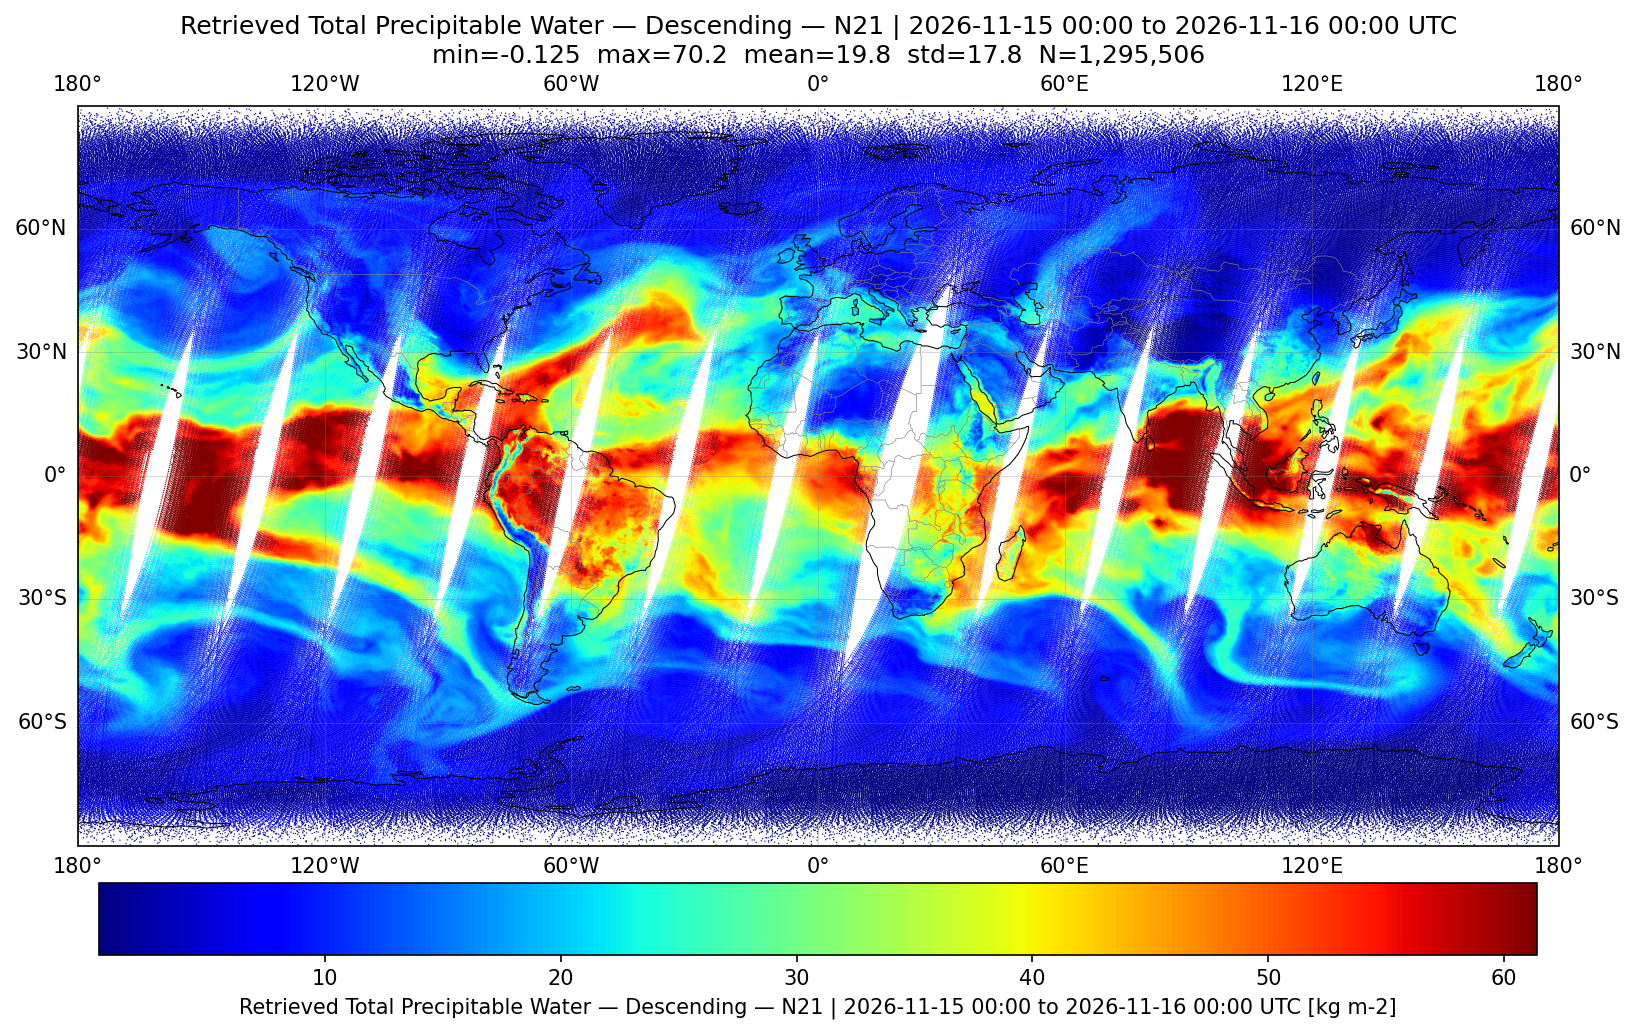 Retrieved Total Precipitable Water — Descending — N21 | 2026-11-15 00:00 to 2026-11-16 00:00 UTC
min=-0.125 max=70.2 mean=19.8 std=17.8 N=1,295,506
180° 120°W 60°W 0° 60°E 120°E 180°
60°N 60°N
30°N 30°N
0° 0°
30°S 30°S
60°S 60°S
180° 120°W 60°W 0° 60°E 120°E 180°
10 20 30 40 50 60
Retrieved Total Precipitable Water — Descending — N21 | 2026-11-15 00:00 to 2026-11-16 00:00 UTC [kg m-2]